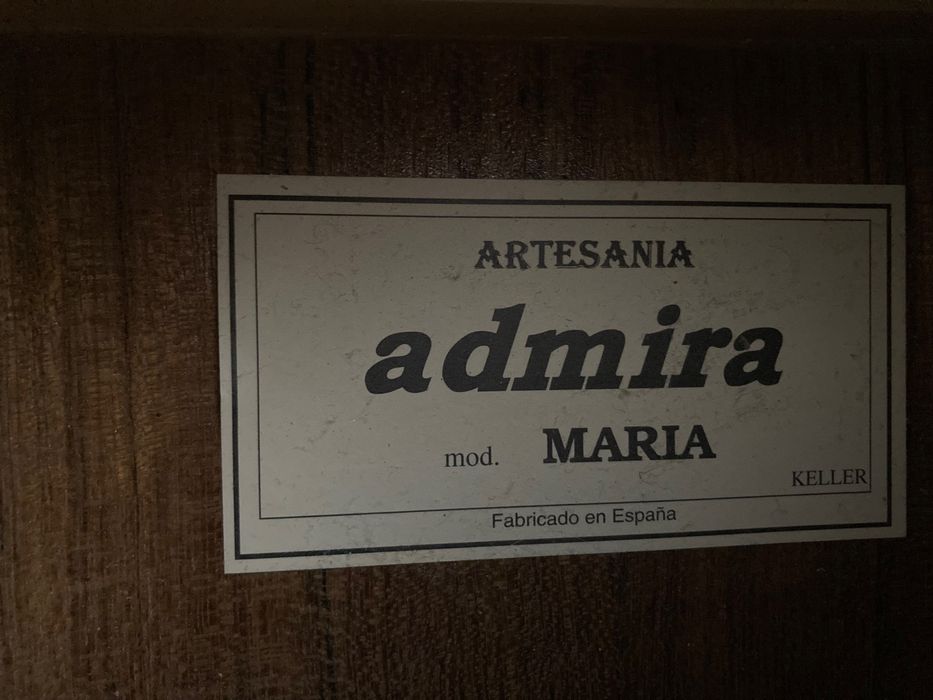 ARTESANIA
admira
mod. MARIA
KELLER
Fabricado en España